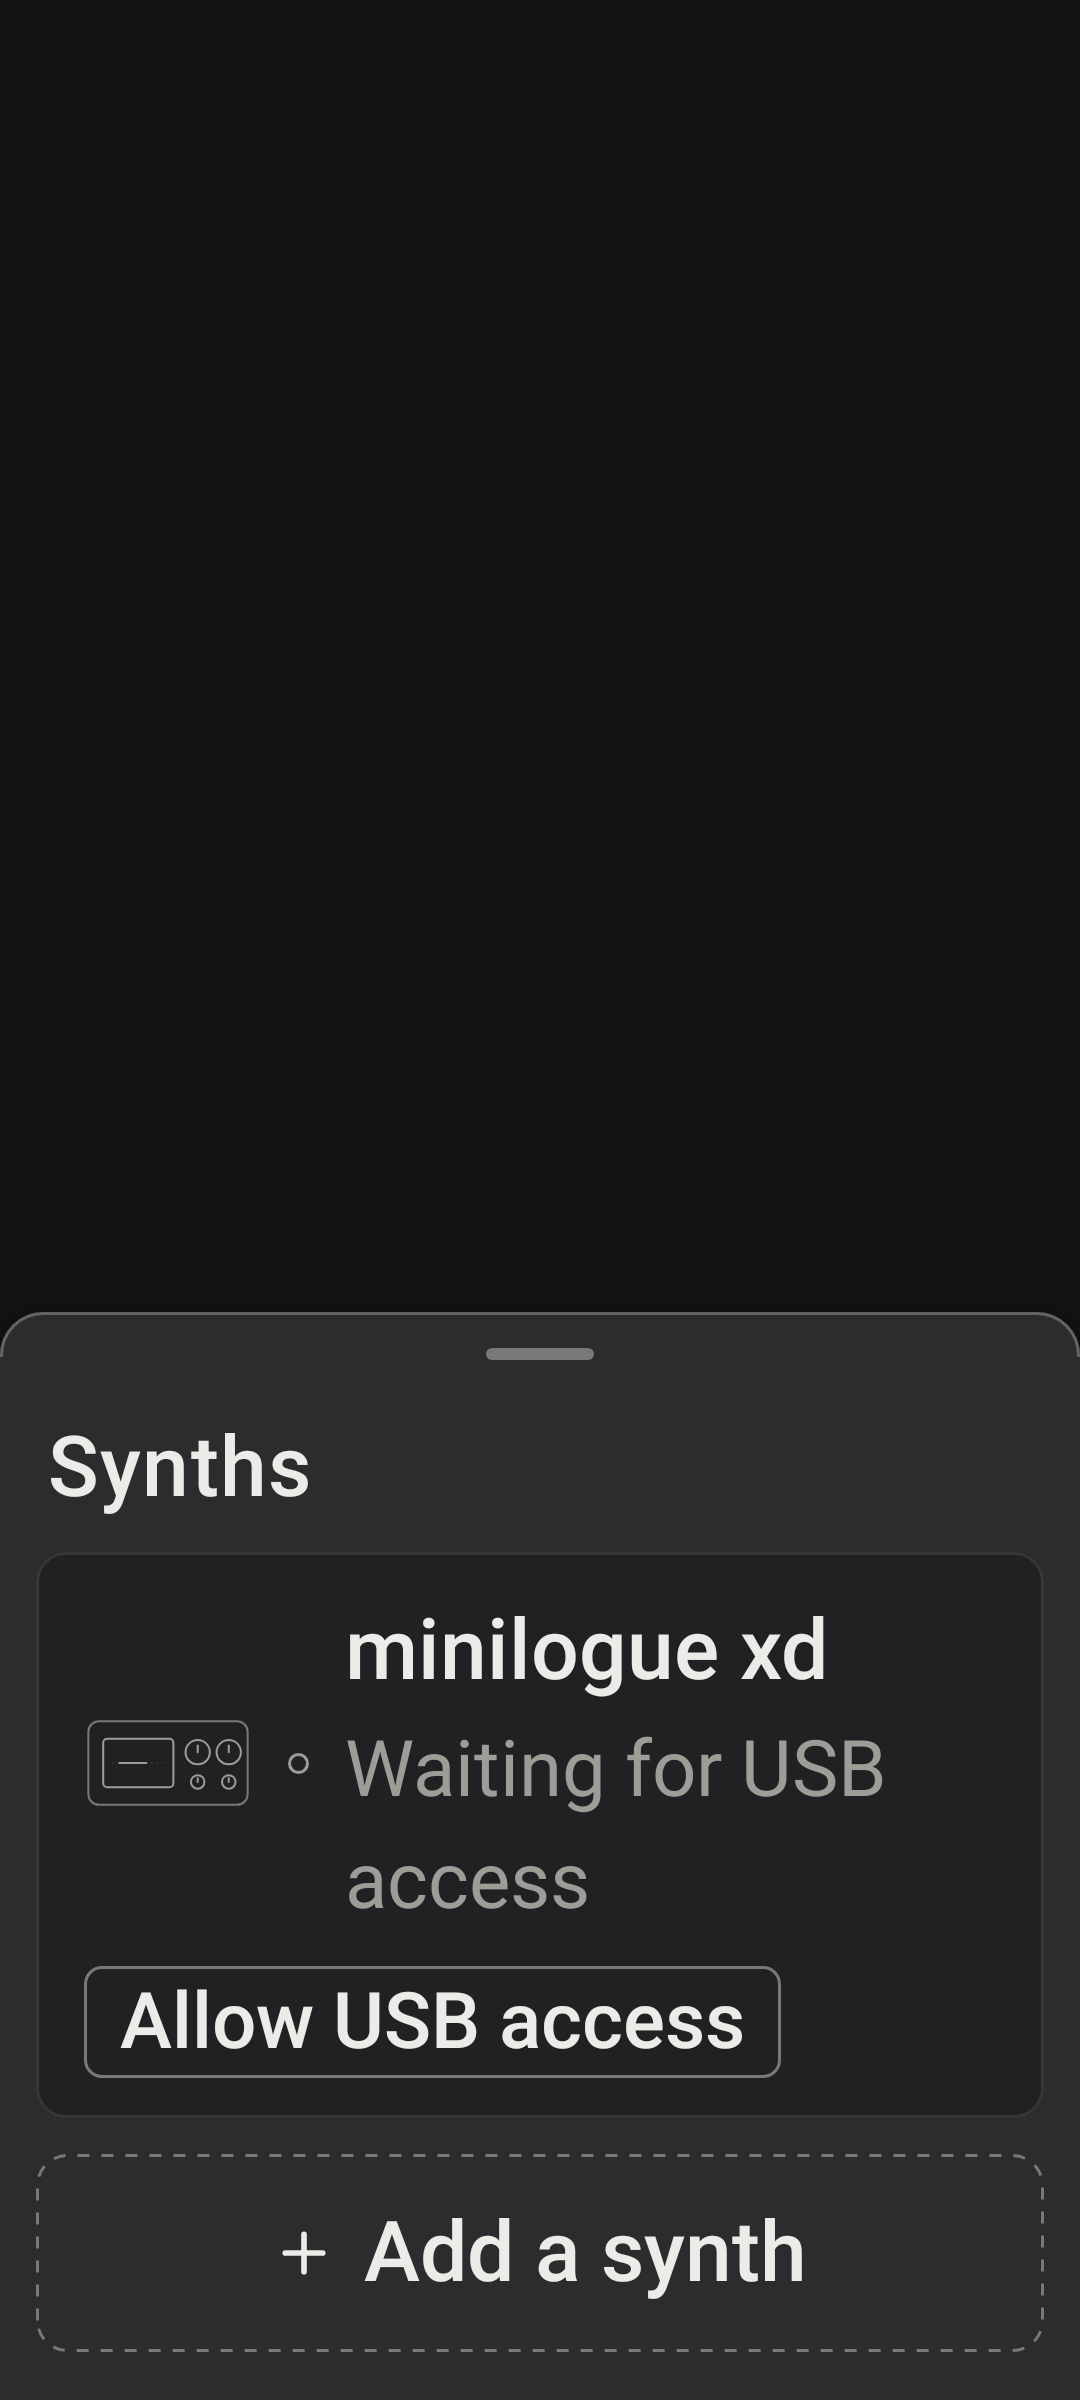 Synths
minilogue xd
Waiting for USB
access
Allow USB access
+ Add a synth